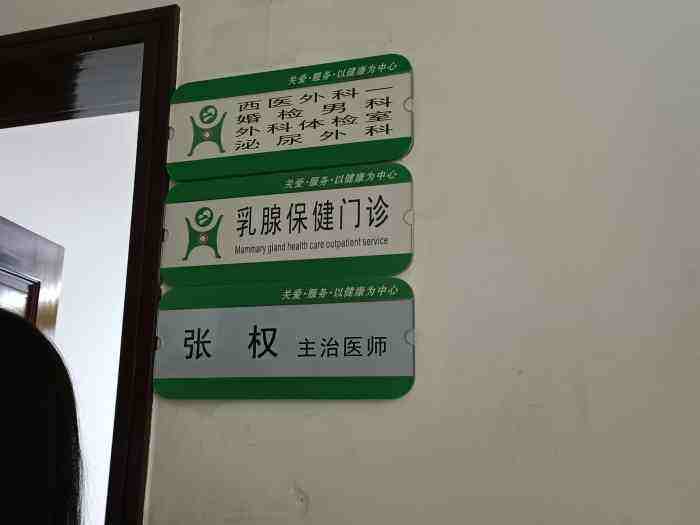 关爱·服务·以健康为中心
西医外科一
婚检男科
外科体检室
泌尿外科
关爱·服务·以健康为中心
乳腺保健门诊
Mammary gland health care outpatient service
关爱·服务·以健康为中心
张权 主治医师